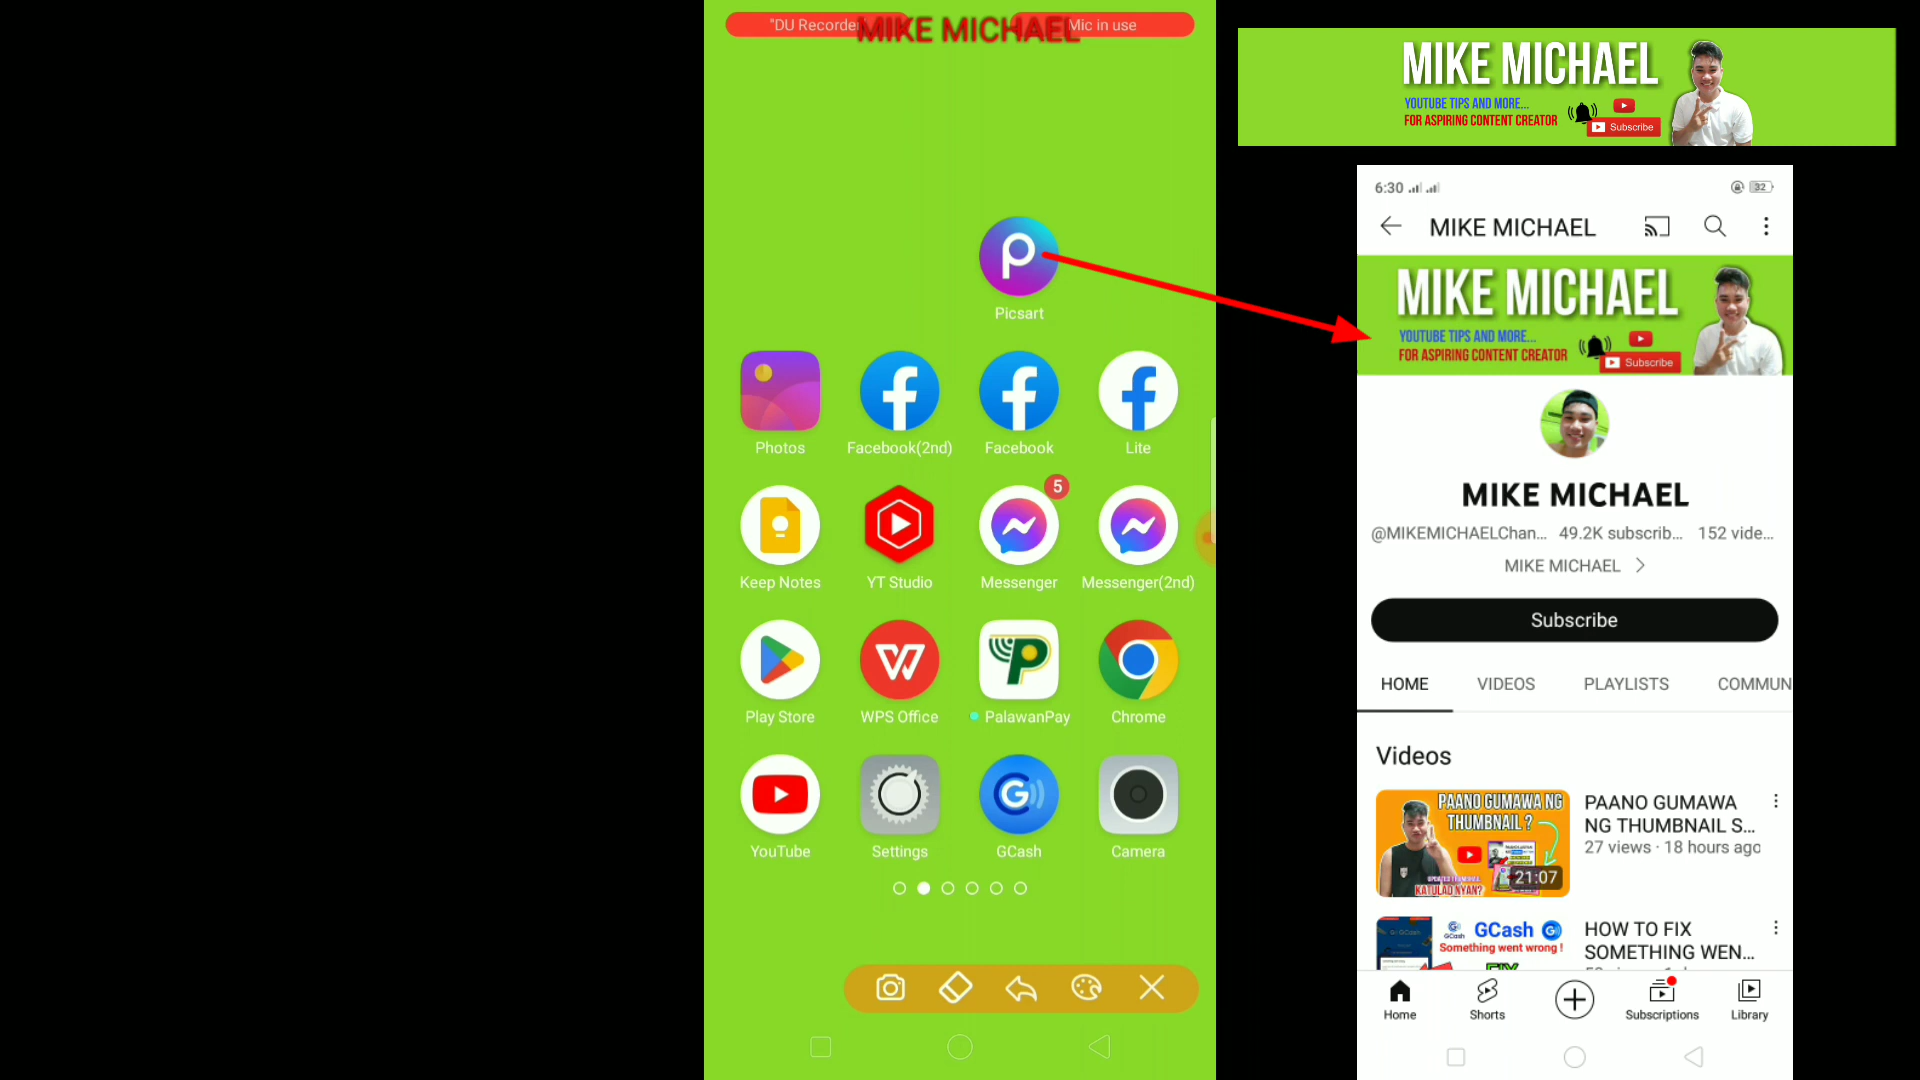 "DU Recorder
Mic in use
MIKE MICHAEL
Picsart
Photos
Facebook(2nd)
Facebook
Lite
5
Keep Notes
YT Studio
Messenger
Messenger(2nd)
Play Store
WPS Office
PalawanPay
Chrome
YouTube
Settings
GCash
Camera
MIKE MICHAEL
YOUTUBE TIPS AND MORE...
FOR ASPIRING CONTENT CREATOR
Subscribe
6:30
32
MIKE MICHAEL
MIKE MICHAEL
YOUTUBE TIPS AND MORE...
FOR ASPIRING CONTENT CREATOR
Subscribe
MIKE MICHAEL
@MIKEMICHAELChan... 49.2K subscrib... 152 vide...
MIKE MICHAEL
Subscribe
HOME VIDEOS PLAYLISTS COMMUN
Videos
PAANO GUMAWA NG
THUMBNAIL ?
KATULAD NYAN?
21:07
PAANO GUMAWA
NG THUMBNAIL S...
27 views · 18 hours ago
GCash
GCash
Something went wrong !
FIX
HOW TO FIX
SOMETHING WEN...
Home
Shorts
Subscriptions
Library